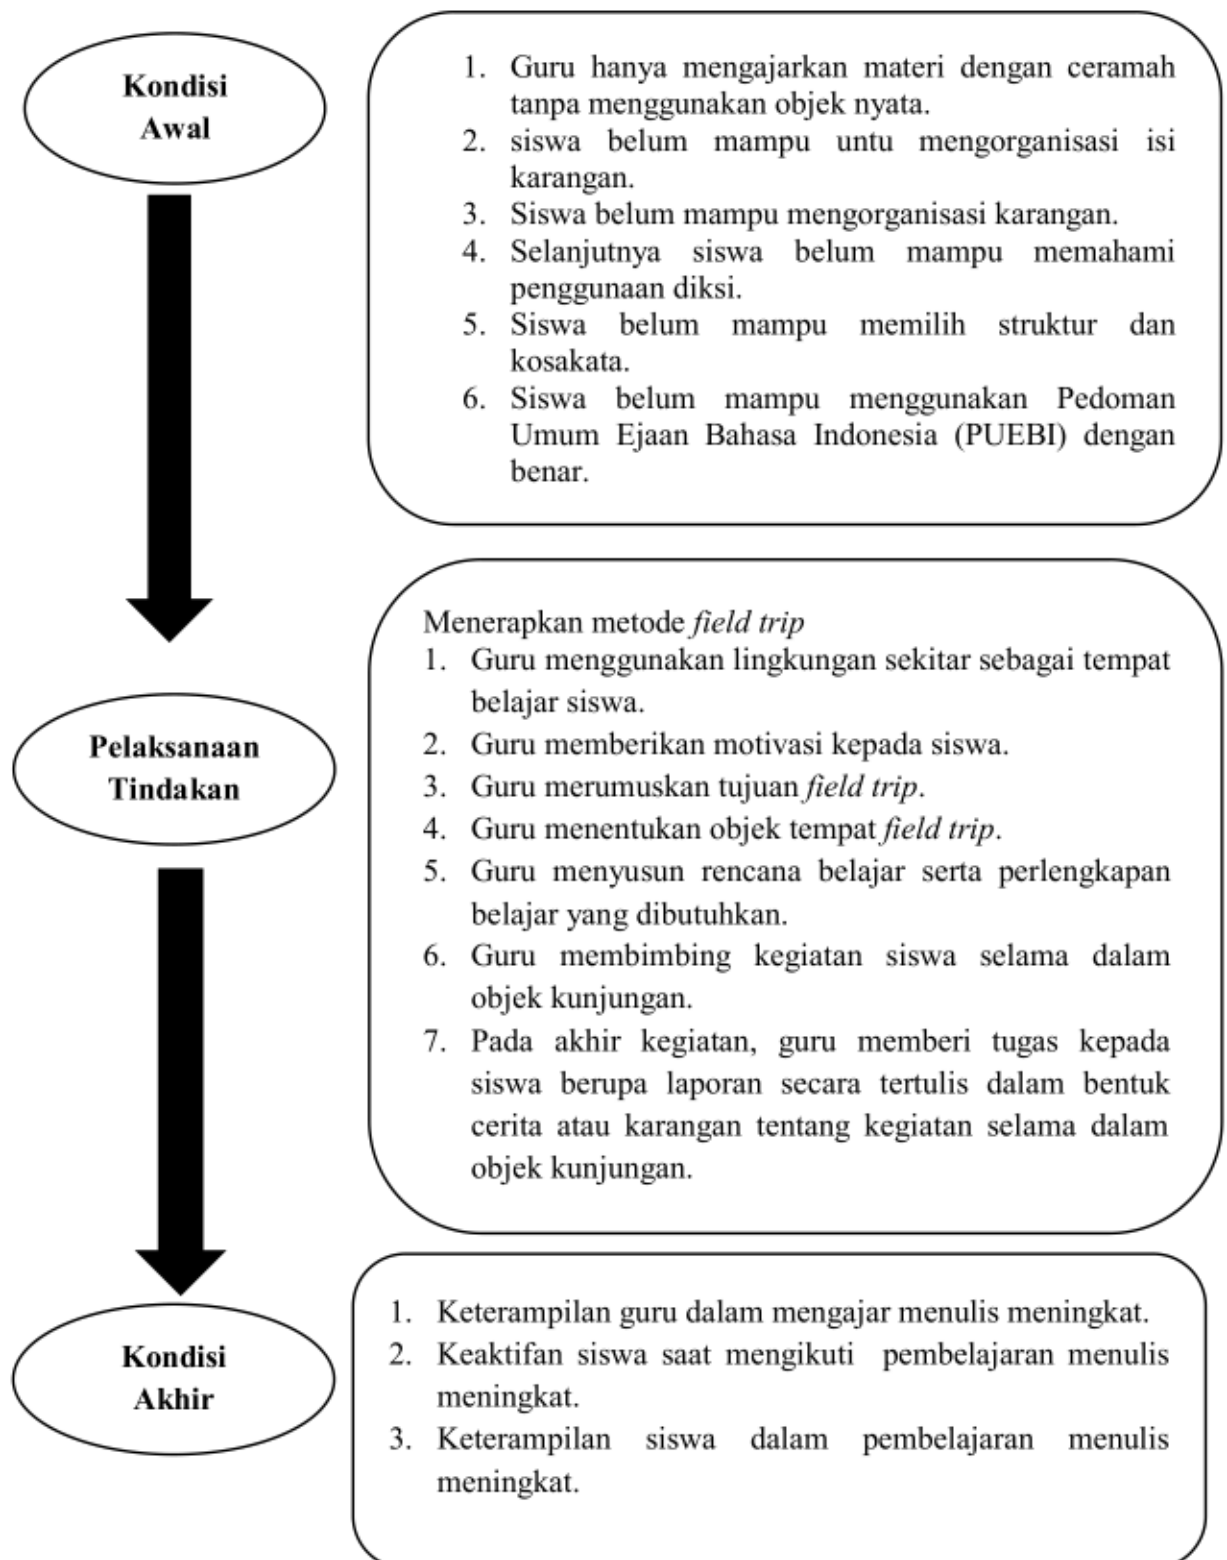 Kondisi
Awal
1. Guru hanya mengajarkan materi dengan ceramah
tanpa menggunakan objek nyata.
2. siswa belum mampu untu mengorganisasi isi
karangan.
3. Siswa belum mampu mengorganisasi karangan.
4. Selanjutnya siswa belum mampu memahami
penggunaan diksi.
5. Siswa belum mampu memilih struktur dan
kosakata.
6. Siswa belum mampu menggunakan Pedoman
Umum Ejaan Bahasa Indonesia (PUEBI) dengan
benar.
Pelaksanaan
Tindakan
Menerapkan metode field trip
1. Guru menggunakan lingkungan sekitar sebagai tempat
belajar siswa.
2. Guru memberikan motivasi kepada siswa.
3. Guru merumuskan tujuan field trip.
4. Guru menentukan objek tempat field trip.
5. Guru menyusun rencana belajar serta perlengkapan
belajar yang dibutuhkan.
6. Guru membimbing kegiatan siswa selama dalam
objek kunjungan.
7. Pada akhir kegiatan, guru memberi tugas kepada
siswa berupa laporan secara tertulis dalam bentuk
cerita atau karangan tentang kegiatan selama dalam
objek kunjungan.
Kondisi
Akhir
1. Keterampilan guru dalam mengajar menulis meningkat.
2. Keaktifan siswa saat mengikuti pembelajaran menulis
meningkat.
3. Keterampilan siswa dalam pembelajaran menulis
meningkat.